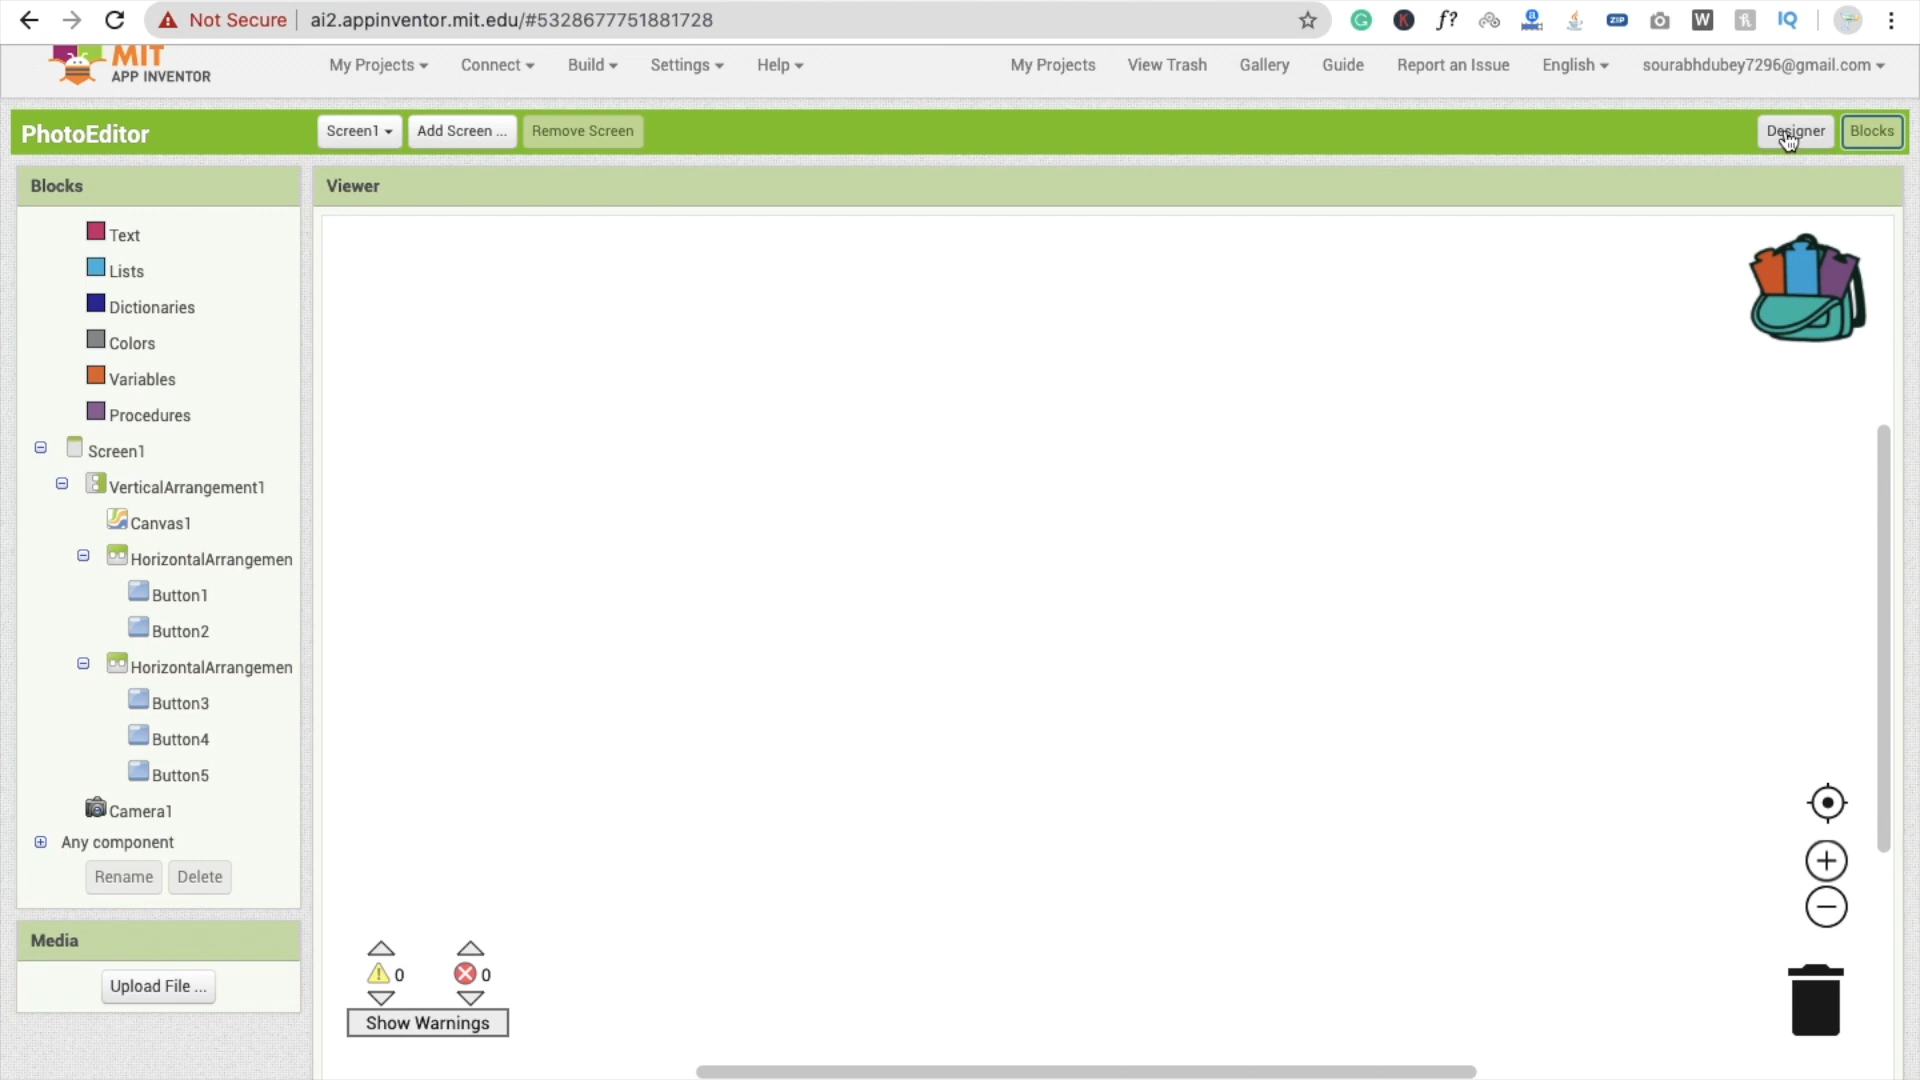 Not Secure
ai2.appinventor.mit.edu/#5328677751881728
MIT
APP INVENTOR
My Projects
Connect
Build
Settings
Help
My Projects
View Trash
Gallery
Guide
Report an Issue
English
sourabhdubey7296@gmail.com
PhotoEditor
Screen1
Add Screen ...
Remove Screen
Designer
Blocks
Blocks
Viewer
Text
Lists
Dictionaries
Colors
Variables
Procedures
Screen1
VerticalArrangement1
Canvas1
HorizontalArrangemen
Button1
Button2
HorizontalArrangemen
Button3
Button4
Button5
Camera1
Any component
Rename
Delete
Media
Upload File ...
0
0
Show Warnings
G
K
f?
ZIP
W
IQ